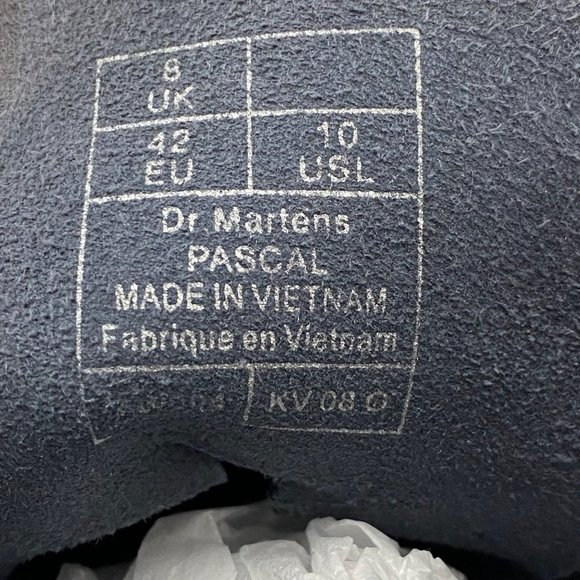 8
UK
42
EU
10
USL
Dr. Martens
PASCAL
MADE IN VIETNAM
Fabrique en Vietnam
KV 08 O